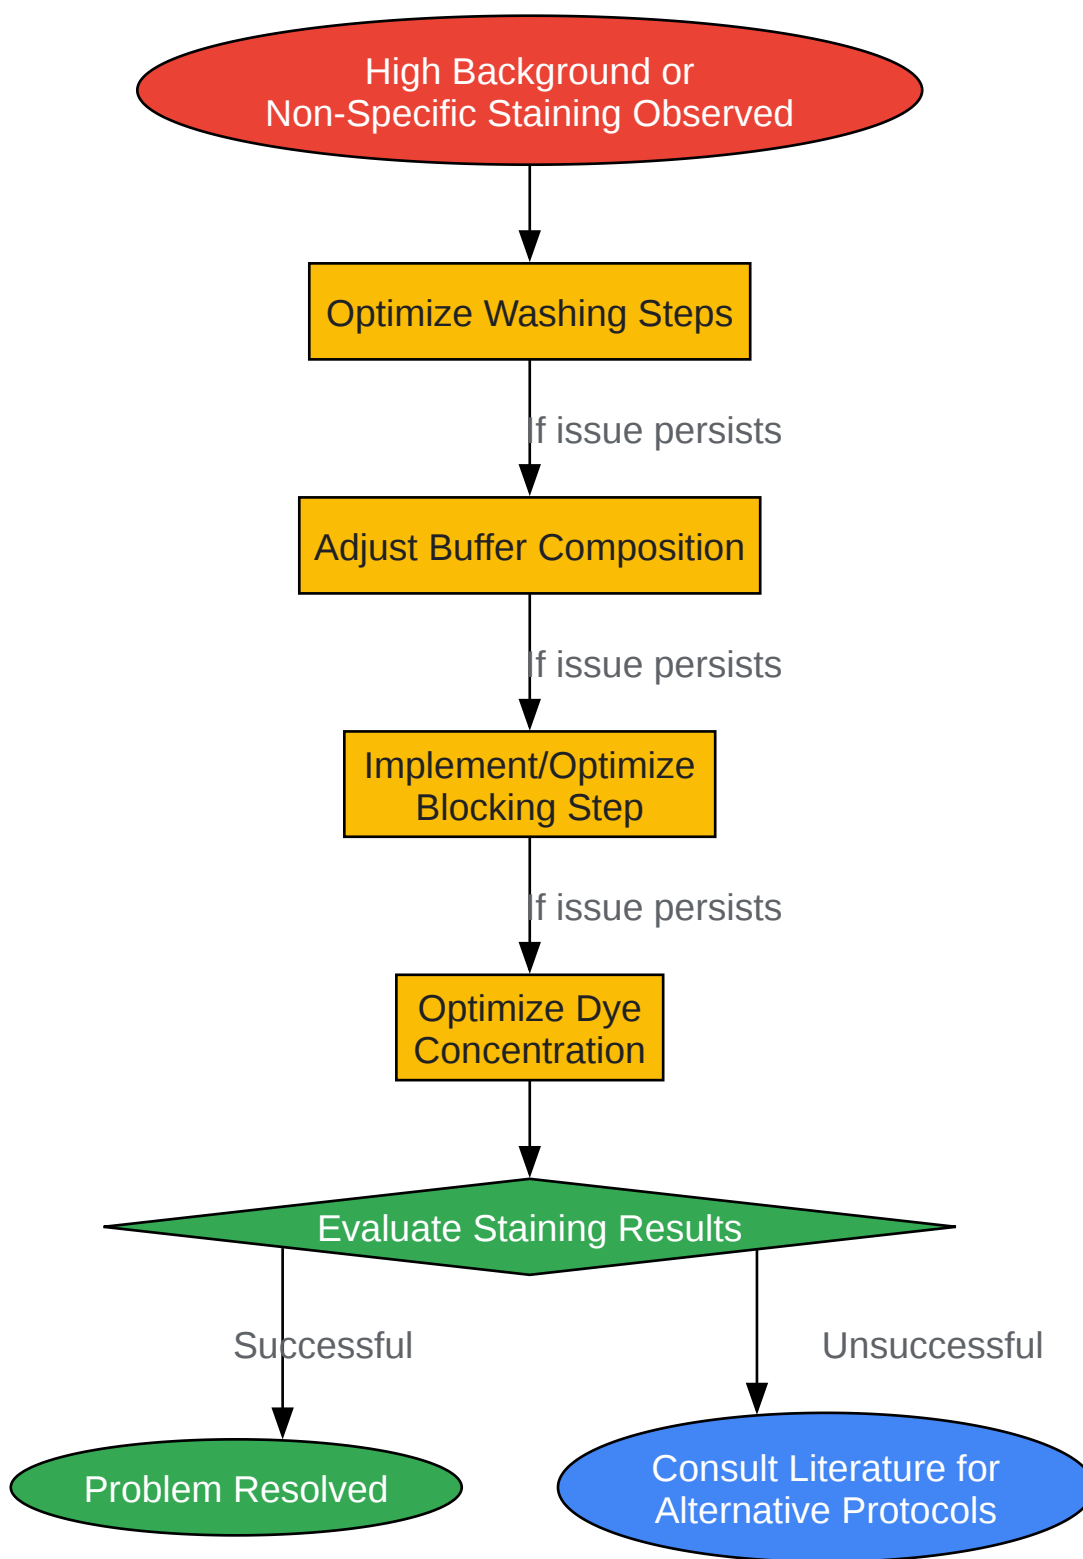 High Background or
Non-Specific Staining Observed
Optimize Washing Steps
If issue persists
Adjust Buffer Composition
If issue persists
Implement/Optimize
Blocking Step
If issue persists
Optimize Dye
Concentration
Evaluate Staining Results
Successful
Unsuccessful
Problem Resolved
Consult Literature for
Alternative Protocols